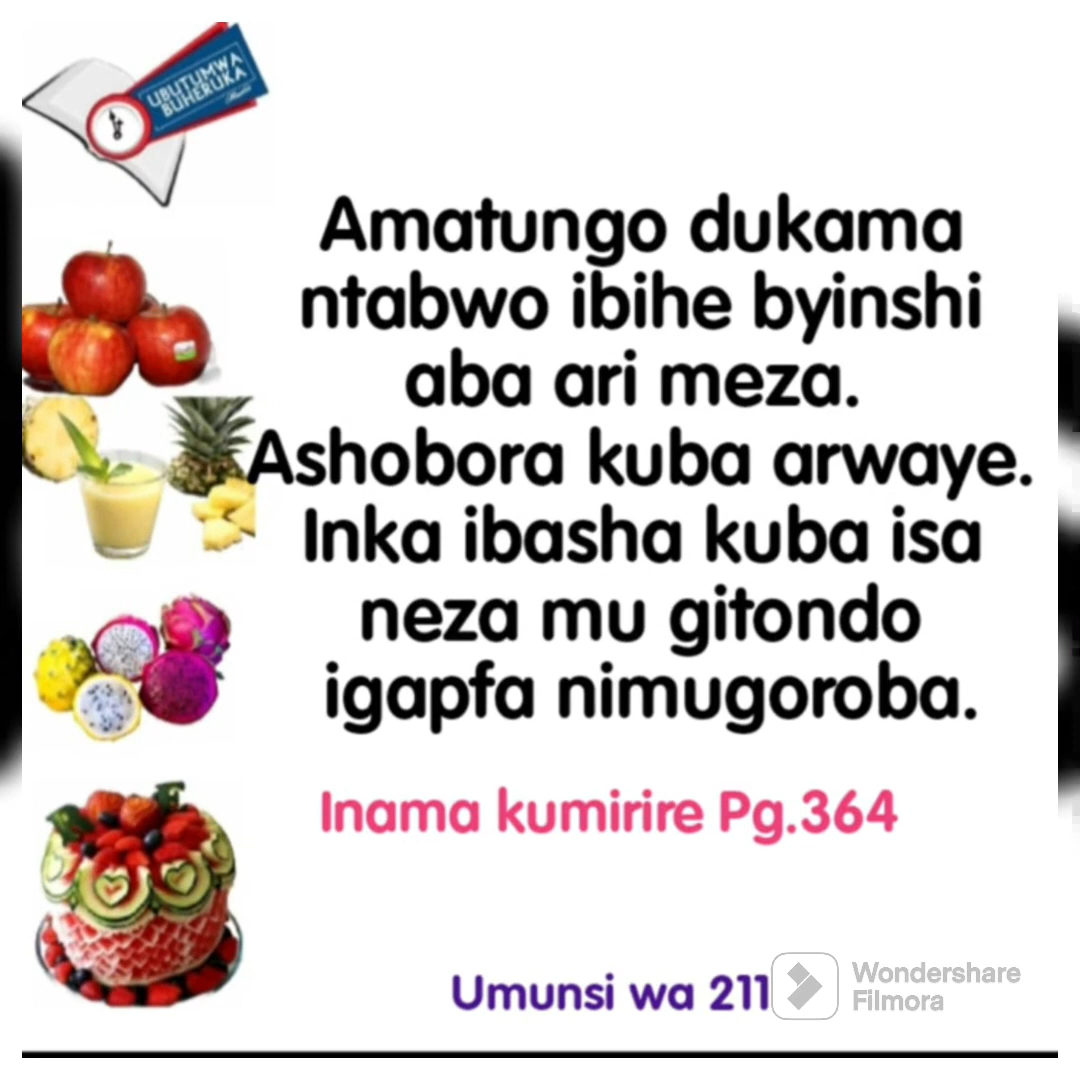 UBUTUMWA
BUHERUKA
Amatungo dukama
ntabwo ibihe byinshi
aba ari meza.
Ashobora kuba arwaye.
Inka ibasha kuba isa
neza mu gitondo
igapfa nimugoroba.
Inama kumirire Pg.364
Umunsi wa 211
Wondershare
Filmora